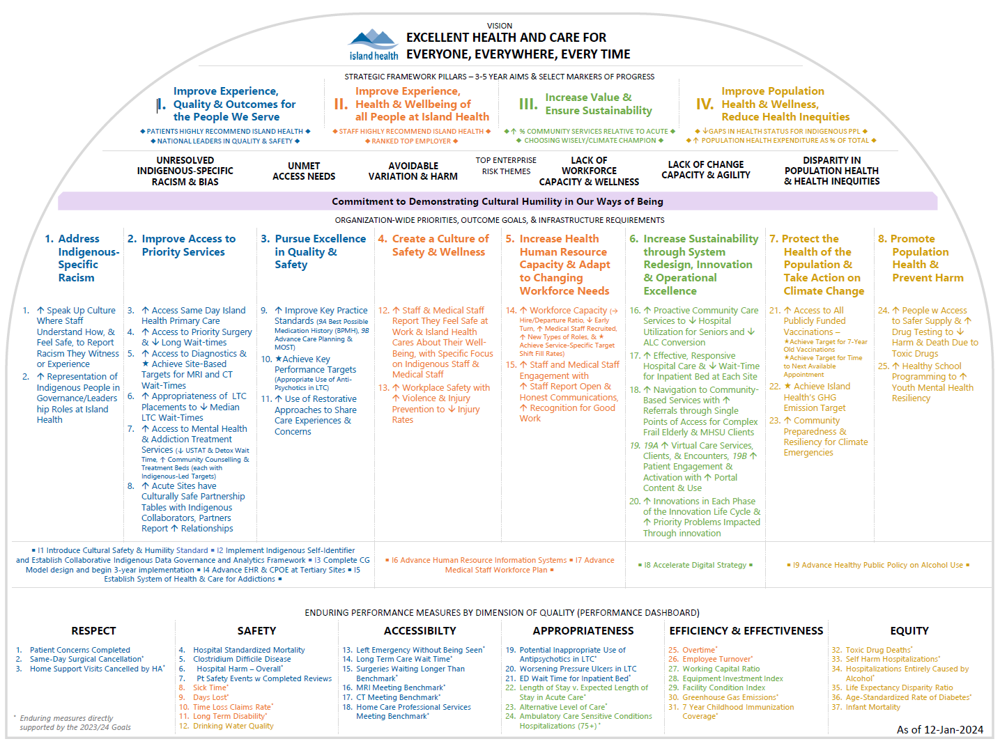 VISION
island health
EXCELLENT HEALTH AND CARE FOR
EVERYONE, EVERYWHERE, EVERY TIME
STRATEGIC FRAMEWORK PILLARS – 3-5 YEAR AIMS & SELECT MARKERS OF PROGRESS
I. Improve Experience,
Quality & Outcomes for
the People We Serve
◆ PATIENTS HIGHLY RECOMMEND ISLAND HEALTH ◆
◆ NATIONAL LEADERS IN QUALITY & SAFETY ◆
II. Improve Experience,
Health & Wellbeing of
all People at Island Health
◆ STAFF HIGHLY RECOMMEND ISLAND HEALTH ◆
◆ RANKED TOP EMPLOYER ◆
III. Increase Value &
Ensure Sustainability
◆ ↑ % COMMUNITY SERVICES RELATIVE TO ACUTE ◆
◆ CHOOSING WISELY/CLIMATE CHAMPION ◆
IV. Improve Population
Health & Wellness,
Reduce Health Inequities
◆ ↓GAPS IN HEALTH STATUS FOR INDIGENOUS PPL ◆
◆ ↑ POPULATION HEALTH EXPENDITURE AS % OF TOTAL ◆
UNRESOLVED
INDIGENOUS-SPECIFIC
RACISM & BIAS
UNMET
ACCESS NEEDS
AVOIDABLE
VARIATION & HARM
TOP ENTERPRISE
RISK THEMES
LACK OF
WORKFORCE
CAPACITY & WELLNESS
LACK OF CHANGE
CAPACITY & AGILITY
DISPARITY IN
POPULATION HEALTH
& HEALTH INEQUITIES
Commitment to Demonstrating Cultural Humility in Our Ways of Being
ORGANIZATION-WIDE PRIORITIES, OUTCOME GOALS, & INFRASTRUCTURE REQUIREMENTS
1. Address
Indigenous-
Specific
Racism
1. ↑ Speak Up Culture
Where Staff
Understand How, &
Feel Safe, to Report
Racism They Witness
or Experience
2. ↑ Representation of
Indigenous People in
Governance/Leaders
hip Roles at Island
Health
2. Improve Access to
Priority Services
3. ↑ Access Same Day Island
Health Primary Care
4. ↑ Access to Priority Surgery
& ↓ Long Wait-times
5. ↑ Access to Diagnostics &
★ Achieve Site-Based
Targets for MRI and CT
Wait-Times
6. ↑ Appropriateness of LTC
Placements to ↓ Median
LTC Wait-Times
7. ↑ Access to Mental Health
& Addiction Treatment
Services (↓ USTAT & Detox Wait
Time, ↑ Community Counselling &
Treatment Beds (each with
Indigenous-Led Targets)
8. ↑ Acute Sites have
Culturally Safe Partnership
Tables with Indigenous
Collaborators, Partners
Report ↑ Relationships
3. Pursue Excellence
in Quality &
Safety
9. ↑ Improve Key Practice
Standards (9A Best Possible
Medication History (BPMH), 9B
Advance Care Planning &
MOST)
10. ★Achieve Key
Performance Targets
(Appropriate Use of Anti-
Psychotics in LTC)
11. ↑ Use of Restorative
Approaches to Share
Care Experiences &
Concerns
4. Create a Culture of
Safety & Wellness
12. ↑ Staff & Medical Staff
Report They Feel Safe at
Work & Island Health
Cares About Their Well-
Being, with Specific Focus
on Indigenous Staff &
Medical Staff
13. ↑ Workplace Safety with
↑ Violence & Injury
Prevention to ↓ Injury
Rates
5. Increase Health
Human Resource
Capacity & Adapt
to Changing
Workforce Needs
14. ↑ Workforce Capacity (→
Hire/Departure Ratio, ↓ Early
Turn, ↑ Medical Staff Recruited,
↑ New Types of Roles, & ★
Achieve Service-Specific Target
Shift Fill Rates)
15. ↑ Staff and Medical Staff
Engagement with
↑ Staff Report Open &
Honest Communications,
↑ Recognition for Good
Work
6. Increase Sustainability
through System
Redesign, Innovation
& Operational
Excellence
16. ↑ Proactive Community Care
Services to ↓ Hospital
Utilization for Seniors and ↓
ALC Conversion
17. ↑ Effective, Responsive
Hospital Care & ↓ Wait-Time
for Inpatient Bed at Each Site
18. ↑ Navigation to Community-
Based Services with ↑
Referrals through Single
Points of Access for Complex
Frail Elderly & MHSU Clients
19. 19A ↑ Virtual Care Services,
Clients, & Encounters, 19B ↑
Patient Engagement &
Activation with ↑ Portal
Content & Use
20. ↑ Innovations in Each Phase
of the Innovation Life Cycle &
↑ Priority Problems Impacted
Through innovation
7. Protect the
Health of the
Population &
Take Action on
Climate Change
21. ↑ Access to All
Publicly Funded
Vaccinations –
★Achieve Target for 7-Year
Old Vaccinations
★Achieve Target for Time
to Next Available
Appointment
22. ★ Achieve Island
Health's GHG
Emission Target
23. ↑ Community
Preparedness &
Resiliency for Climate
Emergencies
8. Promote
Population
Health &
Prevent Harm
24. ↑ People w Access
to Safer Supply & ↑
Drug Testing to ↓
Harm & Death Due to
Toxic Drugs
25. ↑ Healthy School
Programming to ↑
Youth Mental Health
Resiliency
▪ I1 Introduce Cultural Safety & Humility Standard ▪ I2 Implement Indigenous Self-Identifier
and Establish Collaborative Indigenous Data Governance and Analytics Framework ▪ I3 Complete CG
Model design and begin 3-year implementation ▪ I4 Advance EHR & CPOE at Tertiary Sites ▪ I5
Establish System of Health & Care for Addictions ▪
▪ I6 Advance Human Resource Information Systems ▪ I7 Advance
Medical Staff Workforce Plan ▪
▪ I8 Accelerate Digital Strategy ▪
▪ I9 Advance Healthy Public Policy on Alcohol Use ▪
ENDURING PERFORMANCE MEASURES BY DIMENSION OF QUALITY (PERFORMANCE DASHBOARD)
RESPECT
1. Patient Concerns Completed
2. Same-Day Surgical Cancellation*
3. Home Support Visits Cancelled by HA*
* Enduring measures directly
supported by the 2023/24 Goals
SAFETY
4. Hospital Standardized Mortality
5. Clostridium Difficile Disease
6. Hospital Harm – Overall*
7. Pt Safety Events w Completed Reviews
8. Sick Time*
9. Days Lost*
10. Time Loss Claims Rate*
11. Long Term Disability*
12. Drinking Water Quality
ACCESSIBILTY
13. Left Emergency Without Being Seen*
14. Long Term Care Wait Time*
15. Surgeries Waiting Longer Than
Benchmark*
16. MRI Meeting Benchmark*
17. CT Meeting Benchmark*
18. Home Care Professional Services
Meeting Benchmark*
APPROPRIATENESS
19. Potential Inappropriate Use of
Antipsychotics in LTC*
20. Worsening Pressure Ulcers in LTC
21. ED Wait Time for Inpatient Bed*
22. Length of Stay v. Expected Length of
Stay in Acute Care*
23. Alternative Level of Care*
24. Ambulatory Care Sensitive Conditions
Hospitalizations (75+) *
EFFICIENCY & EFFECTIVENESS
25. Overtime*
26. Employee Turnover*
27. Working Capital Ratio
28. Equipment Investment Index
29. Facility Condition Index
30. Greenhouse Gas Emissions*
31. 7 Year Childhood Immunization
Coverage*
EQUITY
32. Toxic Drug Deaths*
33. Self Harm Hospitalizations*
34. Hospitalizations Entirely Caused by
Alcohol*
35. Life Expectancy Disparity Ratio
36. Age-Standardized Rate of Diabetes*
37. Infant Mortality
As of 12-Jan-2024